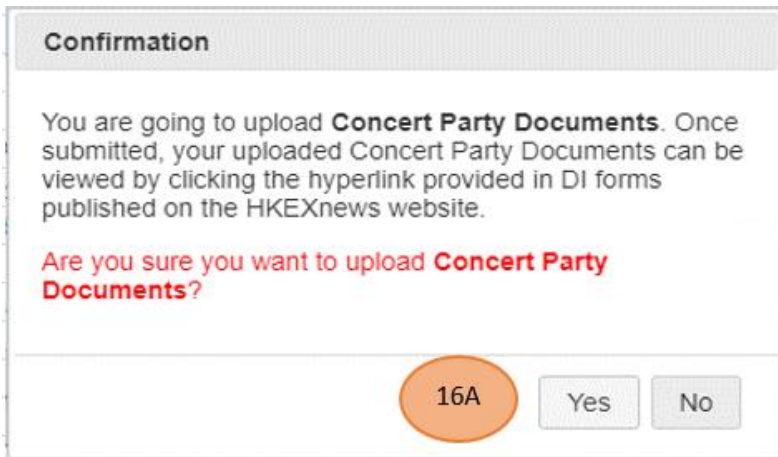 Confirmation
You are going to upload Concert Party Documents. Once
submitted, your uploaded Concert Party Documents can be
viewed by clicking the hyperlink provided in DI forms
published on the HKEXnews website.
Are you sure you want to upload Concert Party
Documents?
16A Yes No